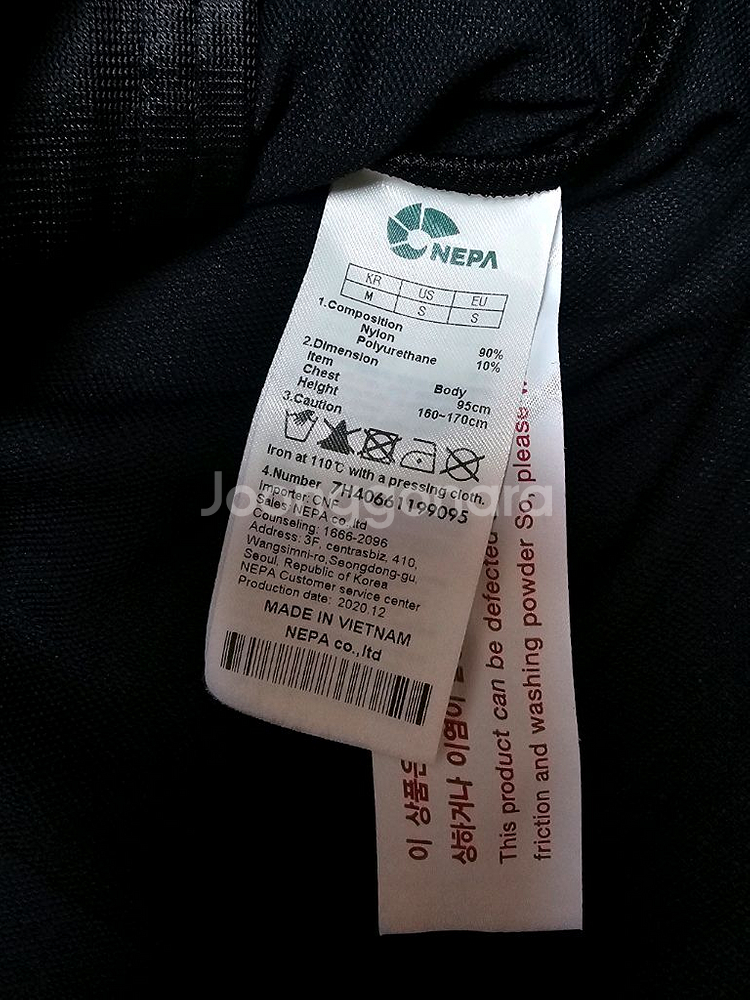 NEPA
KR US EU
M S S
1.Composition
Nylon 90%
Polyurethane 10%
2.Dimension
Item Body
Chest 95cm
Height 160~170cm
3.Caution
Iron at 110℃ with a pressing cloth.
4.Number 7H40661199095
Importer: CNF
Sales: NEPA co.,ltd
Counseling: 1666-2096
Address: 3F, centrasbiz, 410,
Wangsimni-ro,Seongdong-gu,
Seoul, Republic of Korea
NEPA Customer service center
Production date: 2020.12
MADE IN VIETNAM
NEPA co.,ltd
Joonggonara
이 상품은
상하거나 이염이
This product can be defected
friction and washing powder So, please